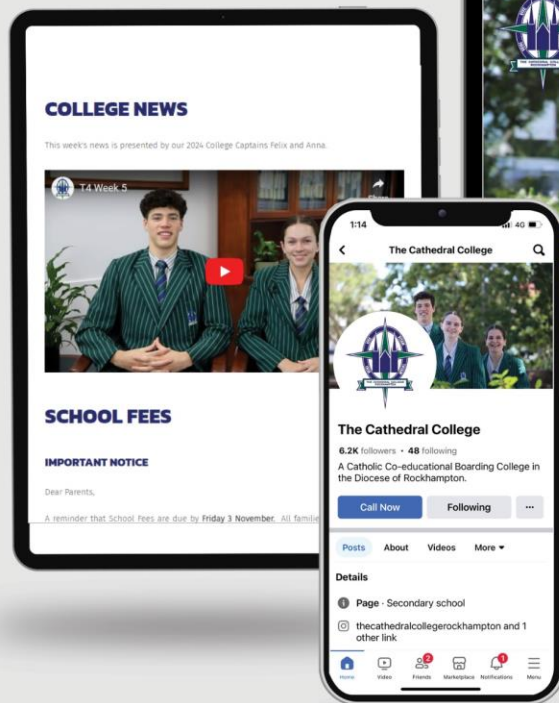 COLLEGE NEWS
This week's news is presented by our 2024 College Captains Felix and Anna.
T4 Week 5
SCHOOL FEES
IMPORTANT NOTICE
Dear Parents,
A reminder that School Fees are due by Friday 3 November. All familie
1:14
4G
The Cathedral College
The Cathedral College
6.2K followers • 48 following
A Catholic Co-educational Boarding College in
the Diocese of Rockhampton.
Call Now
Following
Posts About Videos More
Details
Page · Secondary school
thecathedralcollegerockhampton and 1
other link
2
1
Home Video Friends Marketplace Notifications Menu